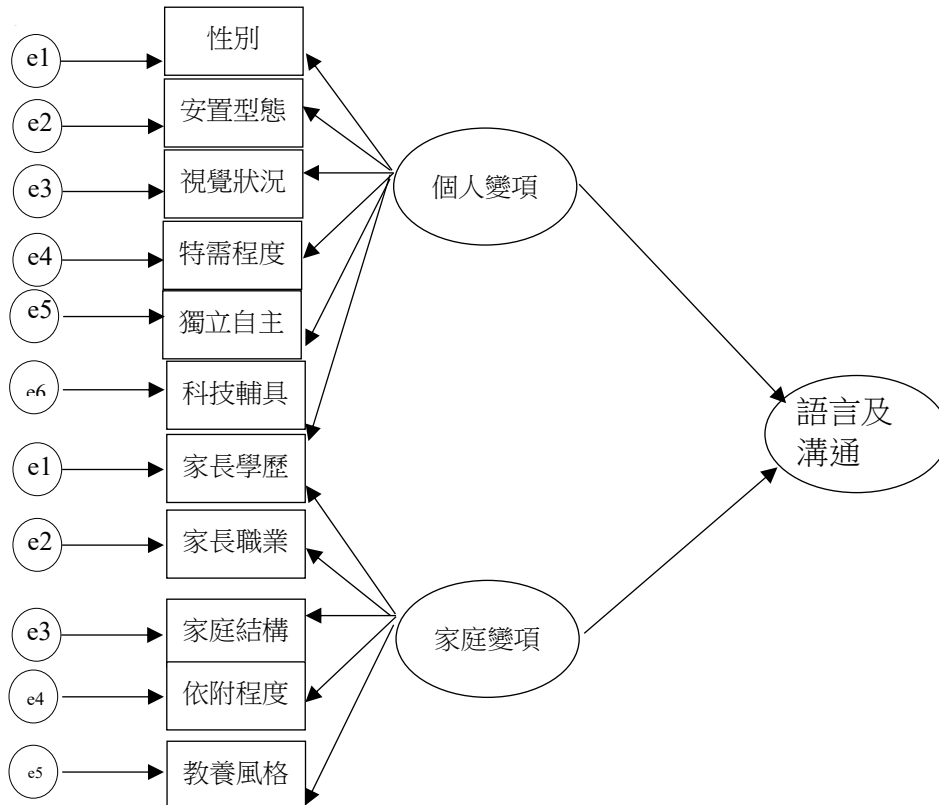 性別
e1
安置型態
e2
視覺狀況
e3
個人變項
特需程度
e4
獨立自主
e5
科技輔具
e6
語言及
溝通
家長學歷
e1
家長職業
e2
家庭結構
e3
家庭變項
依附程度
e4
教養風格
e5